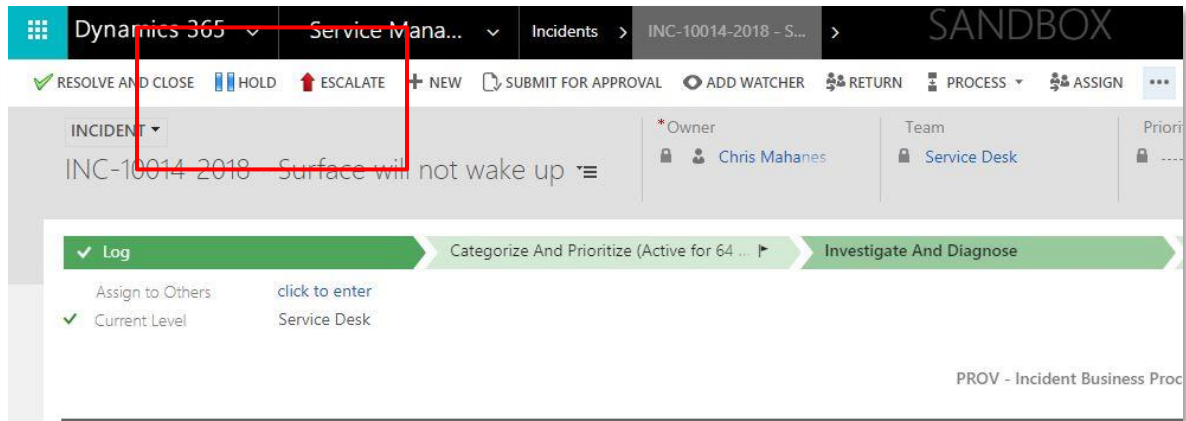 Dynamics 365 Service Mana... Incidents > INC-10014-2018 - S... > SANDBOX
RESOLVE AND CLOSE HOLD ESCALATE + NEW SUBMIT FOR APPROVAL ADD WATCHER RETURN PROCESS ASSIGN ...
INCIDENT *Owner Team Priori
INC-10014-2018 Surface will not wake up Chris Mahanes Service Desk ----
Log Categorize And Prioritize (Active for 64 ... Investigate And Diagnose
Assign to Others click to enter
Current Level Service Desk
PROV - Incident Business Proc